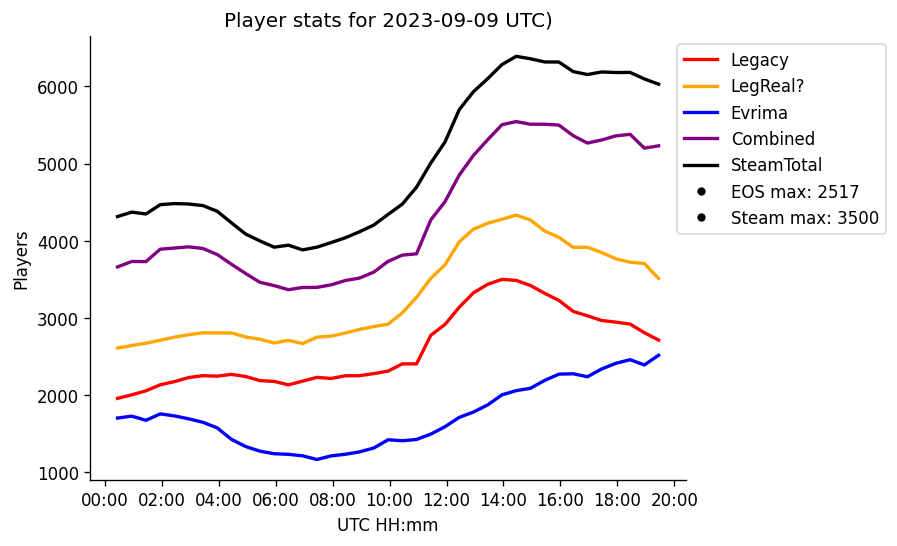 Player stats for 2023-09-09 UTC)
Players
6000
5000
4000
3000
2000
1000
00:00 02:00 04:00 06:00 08:00 10:00 12:00 14:00 16:00 18:00 20:00
UTC HH:mm
Legacy
LegReal?
Evrima
Combined
SteamTotal
EOS max: 2517
Steam max: 3500